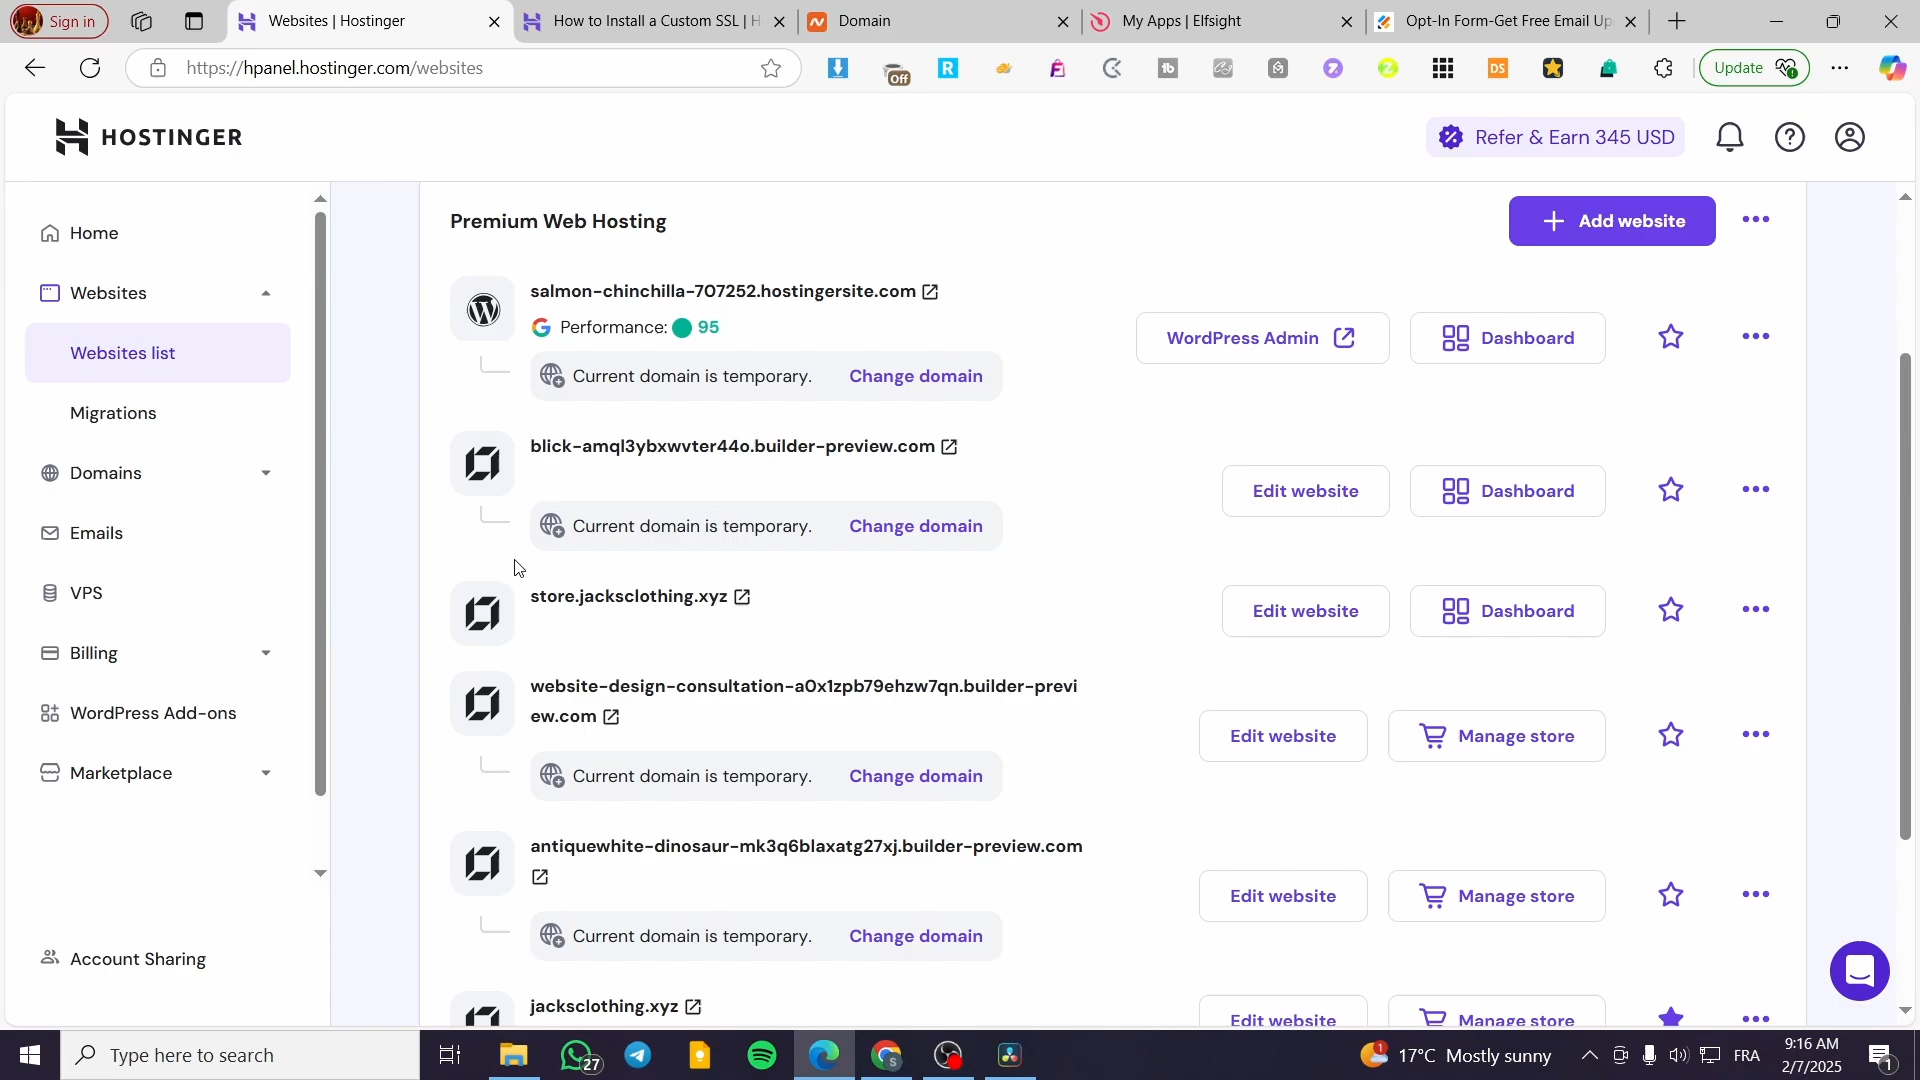 Sign in
Websites | Hostinger
How to Install a Custom SSL | H
Domain
My Apps | Elfsight
Opt-In Form-Get Free Email Up
https://hpanel.hostinger.com/websites
Off
R
1b
DS
Update
HOSTINGER
Refer & Earn 345 USD
Home
Websites
Websites list
Migrations
Domains
Emails
VPS
Billing
WordPress Add-ons
Marketplace
Account Sharing
Premium Web Hosting
Add website
salmon-chinchilla-707252.hostingersite.com
Performance: 95
Current domain is temporary. Change domain
WordPress Admin
Dashboard
blick-amql3ybxwvter44o.builder-preview.com
Current domain is temporary. Change domain
Edit website
Dashboard
store.jacksclothing.xyz
Edit website
Dashboard
website-design-consultation-a0x1zpb79ehzw7qn.builder-previ
ew.com
Current domain is temporary. Change domain
Edit website
Manage store
antiquewhite-dinosaur-mk3q6blaxatg27xj.builder-preview.com
Current domain is temporary. Change domain
Edit website
Manage store
jacksclothing.xyz
Edit website
Manage store
Type here to search
27
S
1
17°C Mostly sunny
FRA
9:16 AM
2/7/2025
1